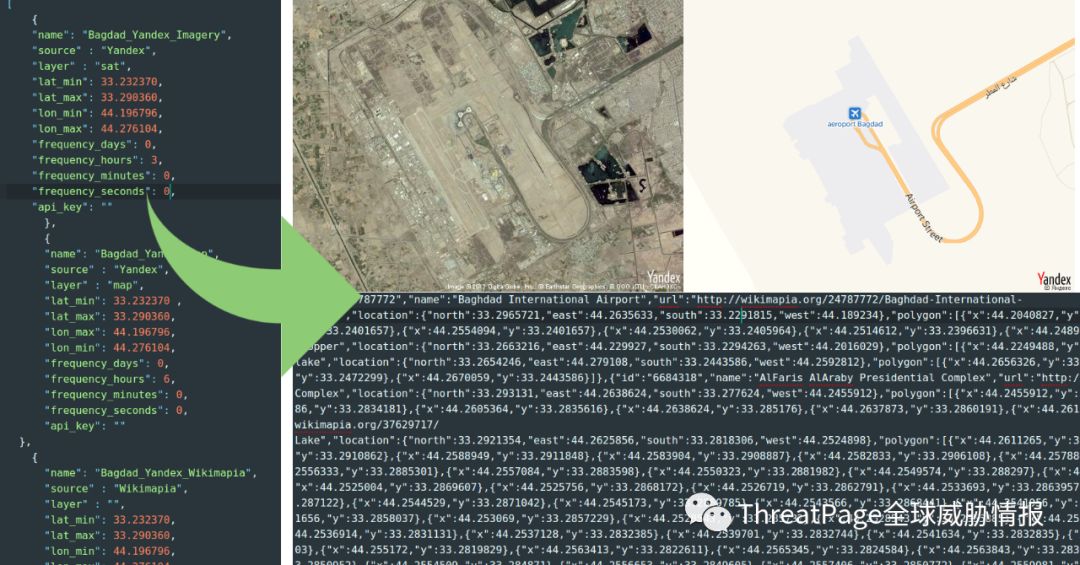 [
{
"name": "Bagdad_Yandex_Imagery",
"source" : "Yandex",
"layer" : "sat",
"lat_min": 33.232370,
"lat_max": 33.290360,
"lon_min": 44.196796,
"lon_max": 44.276104,
"frequency_days": 0,
"frequency_hours": 3,
"frequency_minutes": 0,
"frequency_seconds": 0,
"api_key": ""
},
{
"name": "Bagdad_Yandex
"source" : "Yandex",
"layer" : "map",
"lat_min": 33.232370 ,
"lat_max": 33.290360,
"lon_max": 44.196796,
"lon_min": 44.276104,
"frequency_days": 0,
"frequency_hours": 6,
"frequency_minutes": 0,
"frequency_seconds": 0,
"api_key": ""
},
{
"name": "Bagdad_Yandex_Wikimapia",
"source" : "Wikimapia",
"layer" : "",
"lat_min": 33.232370,
"lat_max": 33.290360,
"lon_min": 44.196796,
Yandex
aeroport Bagdad
شارع المطار
Airport Street
Yandex
787772","name":"Baghdad International Airport","url":"http://wikimapia.org/24787772/Baghdad-International-
","location":{"north":33.2965721,"east":44.2635633,"south":33.2291815,"west":44.189234},"polygon":[{"x":44.2040827,"y"
33.2401657},{"x":44.2554094,"y":33.2401657},{"x":44.2530062,"y":33.2405964},{"x":44.2514612,"y":33.2396631},{"x":44.2489
opper","location":{"north":33.2663216,"east":44.229927,"south":33.2294263,"west":44.2016029},"polygon":[{"x":44.2249488,"y"
lake","location":{"north":33.2654246,"east":44.279108,"south":33.2443586,"west":44.2592812},"polygon":[{"x":44.2656326,"y":33
"y":33.2472299},{"x":44.2670059,"y":33.2443586}]},{"id":"6684318","name":"AlFaris AlAraby Presidential Complex","url":"http:/
Complex","location":{"north":33.293131,"east":44.2638624,"south":33.277624,"west":44.2455912},"polygon":[{"x":44.2455912,"y":
86,"y":33.2834181},{"x":44.2605364,"y":33.2835616},{"x":44.2638624,"y":33.285176},{"x":44.2637873,"y":33.2860191},{"x":44.261
wikimapia.org/37629717/
Lake","location":{"north":33.2921354,"east":44.2625856,"south":33.2818306,"west":44.2524898},"polygon":[{"x":44.2611265,"y":3
"y":33.2910862},{"x":44.2588949,"y":33.2911848},{"x":44.2583904,"y":33.2908887},{"x":44.2582833,"y":33.2906108},{"x":44.25788
2556333,"y":33.2885301},{"x":44.2557084,"y":33.2883598},{"x":44.2550323,"y":33.2881982},{"x":44.2549574,"y":33.288297},{"x":4
"x":44.2525004,"y":33.2869607},{"x":44.2525756,"y":33.2868172},{"x":44.2526719,"y":33.2862791},{"x":44.2533693,"y":33.2863957
.287122},{"x":44.2544529,"y":33.2871042},{"x":44.2545173,"y":33
1656,"y":33.2858037},{"x":44.253069,"y":33.2857229},{"x":44.25
ThreatPage全球威胁情报
44.2536914,"y":33.2831131},{"x":44.2537128,"y":33.2832385},{"x":44.2539701,"y":33.2832744},{"x":44.2541634,"y":33.2832835},{"
03},{"x":44.255172,"y":33.2819829},{"x":44.2563413,"y":33.2822611},{"x":44.2565345,"y":33.2824584},{"x":44.2563843,"y":33.28